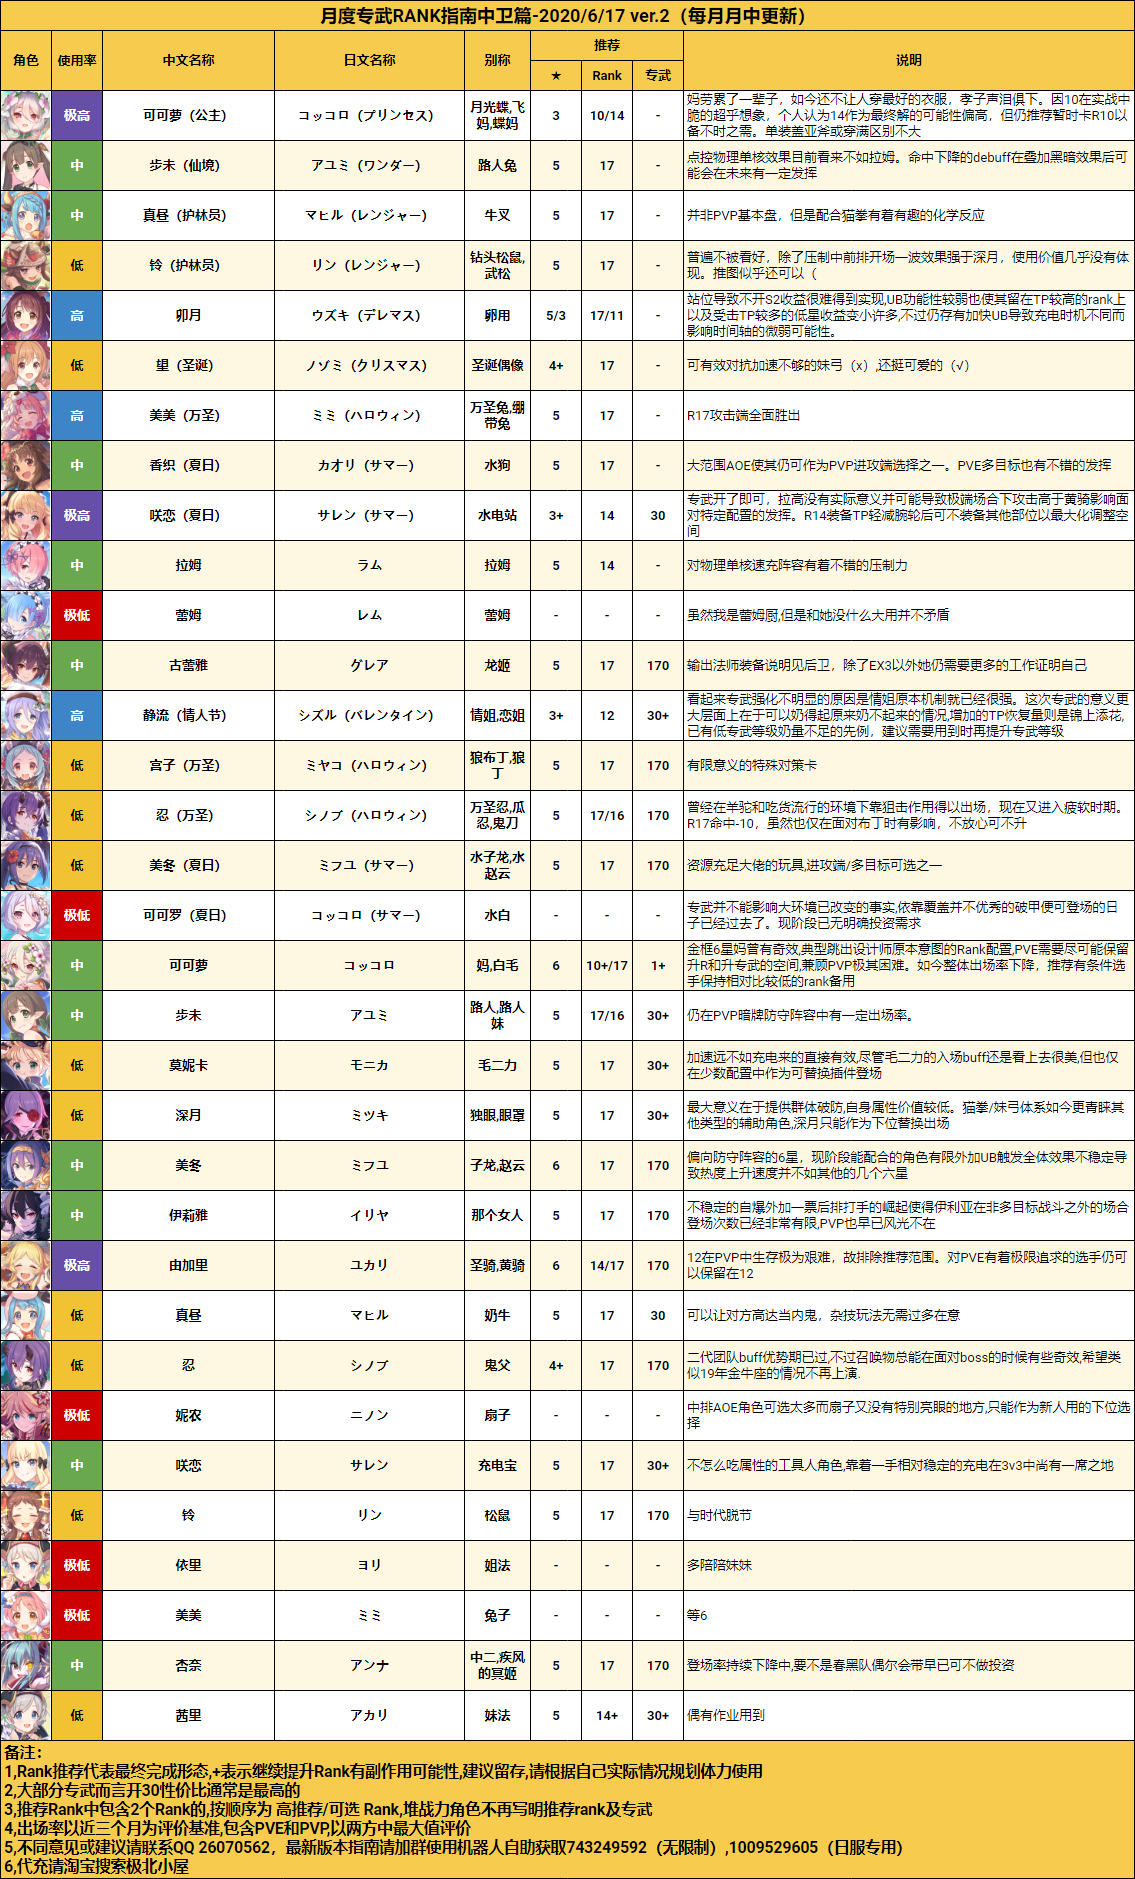 月度专武RANK指南中卫篇-2020/6/17 ver.2（每月月中更新）
角色 使用率 中文名称 日文名称 别称 推荐 说明
★ Rank 专武
极高 可可萝（公主） コッコロ（プリンセス） 月光蝶,飞妈,蝶妈 3 10/14 - 妈劳累了一辈子，如今还不让人穿最好的衣服，孝子声泪俱下。因10在实战中脆的超乎想象，个人认为14作为最终解的可能性偏高，但仍推荐暂时卡R10以备不时之需。单装盖亚斧或穿满区别不大
中 步未（仙境） アユミ（ワンダー） 路人兔 5 17 - 点控物理单核效果目前看来不如拉姆。命中下降的debuff在叠加黑暗效果后可能会在未来有一定发挥
中 真昼（护林员） マヒル（レンジャー） 牛叉 5 17 - 并非PVP基本盘，但是配合猫拳有着有趣的化学反应
低 铃（护林员） リン（レンジャー） 钻头松鼠,武松 5 17 - 普遍不被看好，除了压制中前排开场一波效果强于深月，使用价值几乎没有体现。推图似乎还可以（
高 卯月 ウズキ（デレマス） 卵用 5/3 17/11 - 站位导致不开S2收益很难得到实现,UB功能性较弱也使其留在TP较高的rank上以及受击TP较多的低星收益变小许多,不过仍存有加快UB导致充电时机不同而影响时间轴的微弱可能性。
低 望（圣诞） ノゾミ（クリスマス） 圣诞偶像 4+ 17 - 可有效对抗加速不够的妹弓（x）,还挺可爱的（√）
高 美美（万圣） ミミ（ハロウィン） 万圣兔,绷带兔 5 17 - R17攻击端全面胜出
中 香织（夏日） カオリ（サマー） 水狗 5 17 - 大范围AOE使其仍可作为PVP进攻端选择之一。PVE多目标也有不错的发挥
极高 咲恋（夏日） サレン（サマー） 水电站 3+ 14 30 专武开了即可，拉高没有实际意义并可能导致极端场合下攻击高于黄骑影响面对特定配置的发挥。R14装备TP轻减腕轮后可不装备其他部位以最大化调整空间
中 拉姆 ラム 拉姆 5 14 - 对物理单核速充阵容有着不错的压制力
极低 蕾姆 レム 蕾姆 - - - 虽然我是蕾姆厨,但是和她没什么大用并不矛盾
中 古蕾雅 グレア 龙姬 5 17 170 输出法师装备说明见后卫，除了EX3以外她仍需要更多的工作证明自己
高 静流（情人节） シズル（バレンタイン） 情姐,恋姐 3+ 12 30+ 看起来专武强化不明显的原因是情姐原本机制就已经很强。这次专武的意义更大层面上在于可以奶得起原来奶不起来的情况,增加的TP恢复量则是锦上添花,已有低专武等级奶量不足的先例，建议需要用到时再提升专武等级
低 宫子（万圣） ミヤコ（ハロウィン） 狼布丁,狼丁 5 17 170 有限意义的特殊对策卡
低 忍（万圣） シノブ（ハロウィン） 万圣忍,瓜忍,鬼刀 5 17/16 170 曾经在羊驼和吃货流行的环境下靠狙击作用得以出场，现在又进入疲软时期。R17命中-10，虽然也仅在面对布丁时有影响，不放心可不升
低 美冬（夏日） ミフユ（サマー） 水子龙,水赵云 5 17 170 资源充足大佬的玩具,进攻端/多目标可选之一
极低 可可罗（夏日） コッコロ（サマー） 水白 - - - 专武并不能影响大环境已改变的事实,依靠覆盖并不优秀的破甲便可登场的日子已经过去了。现阶段已无明确投资需求
中 可可萝 コッコロ 妈,白毛 6 10+/17 1+ 金框6星妈曾有奇效,典型跳出设计师原本意图的Rank配置,PVE需要尽可能保留升R和升专武的空间,兼顾PVP极其困难。如今整体出场率下降，推荐有条件选手保持相对比较低的rank备用
中 步未 アユミ 路人,路人妹 5 17/16 30+ 仍在PVP暗牌防守阵容中有一定出场率。
低 莫妮卡 モニカ 毛二力 5 17 30+ 加速远不如充电来的直接有效,尽管毛二力的入场buff还是看上去很美,但也仅在少数配置中作为可替换插件登场
低 深月 ミツキ 独眼,眼罩 5 17 30+ 最大意义在于提供群体破防,自身属性价值较低。猫拳/妹弓体系如今更青睐其他类型的辅助角色,深月只能作为下位替换出场
中 美冬 ミフユ 子龙,赵云 6 17 170 偏向防守阵容的6星，现阶段能配合的角色有限外加UB触发全体效果不稳定导致热度上升速度并不如其他的几个六星
中 伊莉雅 イリヤ 那个女人 5 17 170 不稳定的自爆外加一票后排打手的崛起使得伊利亚在非多目标战斗之外的场合登场次数已经非常有限,PVP也早已风光不在
极高 由加里 ユカリ 圣骑,黄骑 6 14/17 170 12在PVP中生存极为艰难，故排除推荐范围。对PVE有着极限追求的选手仍可以保留在12
低 真昼 マヒル 奶牛 5 17 30 可以让对方高达当内鬼，杂技玩法无需过多在意
低 忍 シノブ 鬼父 4+ 17 170 二代团队buff优势期已过,不过召唤物总能在面对boss的时候有些奇效,希望类似19年金牛座的情况不再上演.
极低 妮农 ニノン 扇子 - - - 中排AOE角色可选太多而扇子又没有特别亮眼的地方,只能作为新人用的下位选择
中 咲恋 サレン 充电宝 5 17 30+ 不怎么吃属性的工具人角色,靠着一手相对稳定的充电在3v3中尚有一席之地
低 铃 リン 松鼠 5 17 170 与时代脱节
极低 依里 ヨリ 姐法 - - - 多陪陪妹妹
极低 美美 ミミ 兔子 - - - 等6
中 杏奈 アンナ 中二,疾风的冥姬 5 17 170 登场率持续下降中,要不是春黑队偶尔会带早已可不做投资
低 茜里 アカリ 妹法 5 14+ 30+ 偶有作业用到
备注：
1,Rank推荐代表最终完成形态,+表示继续提升Rank有副作用可能性,建议留存,请根据自己实际情况规划体力使用
2,大部分专武而言开30性价比通常是最高的
3,推荐Rank中包含2个Rank的,按顺序为 高推荐/可选 Rank,堆战力角色不再写明推荐rank及专武
4,出场率以近三个月为评价基准,包含PVE和PVP,以两方中最大值评价
5,不同意见或建议请联系QQ 26070562，最新版本指南请加群使用机器人自助获取743249592（无限制）,1009529605（日服专用）
6,代充请淘宝搜索极北小屋